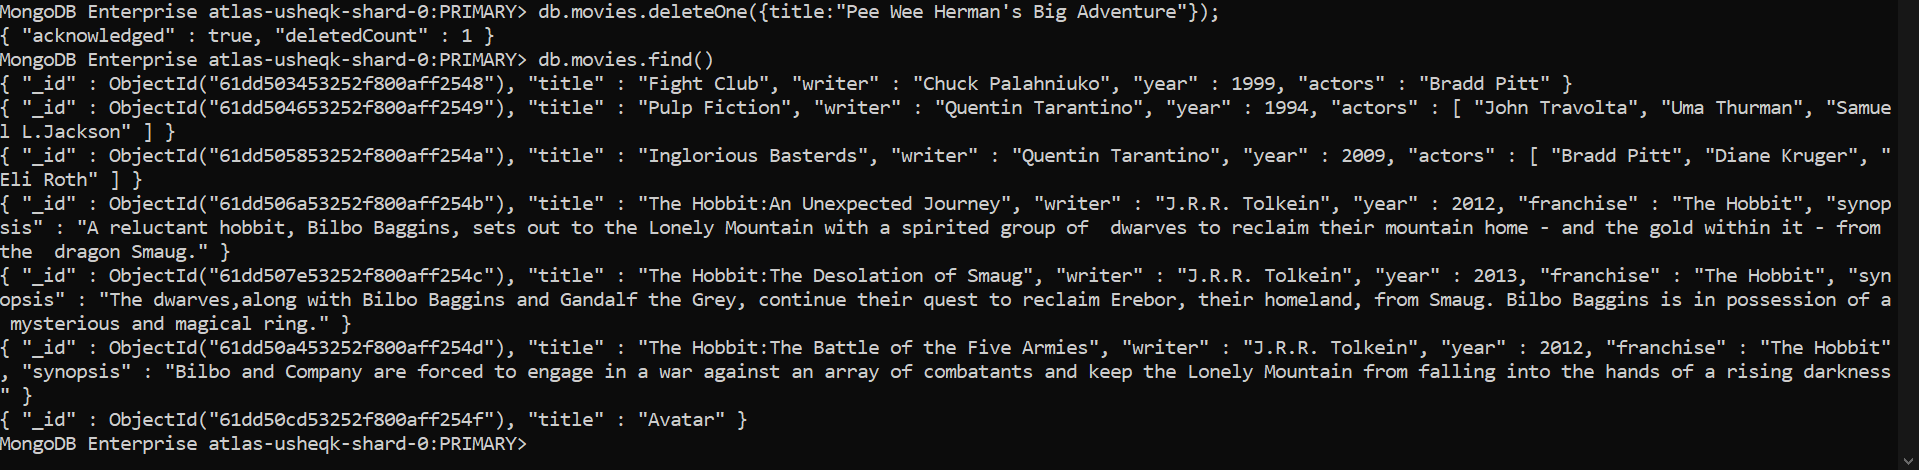 MongoDB Enterprise atlas-usheqk-shard-0:PRIMARY> db.movies.deleteOne({title:"Pee Wee Herman's Big Adventure"});
{ "acknowledged" : true, "deletedCount" : 1 }
MongoDB Enterprise atlas-usheqk-shard-0:PRIMARY> db.movies.find()
{ "_id" : ObjectId("61dd503453252f800aff2548"), "title" : "Fight Club", "writer" : "Chuck Palahniuko", "year" : 1999, "actors" : "Bradd Pitt" }
{ "_id" : ObjectId("61dd504653252f800aff2549"), "title" : "Pulp Fiction", "writer" : "Quentin Tarantino", "year" : 1994, "actors" : [ "John Travolta", "Uma Thurman", "Samue
l L.Jackson" ] }
{ "_id" : ObjectId("61dd505853252f800aff254a"), "title" : "Inglorious Basterds", "writer" : "Quentin Tarantino", "year" : 2009, "actors" : [ "Bradd Pitt", "Diane Kruger", "
Eli Roth" ] }
{ "_id" : ObjectId("61dd506a53252f800aff254b"), "title" : "The Hobbit:An Unexpected Journey", "writer" : "J.R.R. Tolkein", "year" : 2012, "franchise" : "The Hobbit", "synop
sis" : "A reluctant hobbit, Bilbo Baggins, sets out to the Lonely Mountain with a spirited group of  dwarves to reclaim their mountain home - and the gold within it - from
the  dragon Smaug." }
{ "_id" : ObjectId("61dd507e53252f800aff254c"), "title" : "The Hobbit:The Desolation of Smaug", "writer" : "J.R.R. Tolkein", "year" : 2013, "franchise" : "The Hobbit", "syn
opsis" : "The dwarves,along with Bilbo Baggins and Gandalf the Grey, continue their quest to reclaim Erebor, their homeland, from Smaug. Bilbo Baggins is in possession of a
 mysterious and magical ring." }
{ "_id" : ObjectId("61dd50a453252f800aff254d"), "title" : "The Hobbit:The Battle of the Five Armies", "writer" : "J.R.R. Tolkein", "year" : 2012, "franchise" : "The Hobbit"
, "synopsis" : "Bilbo and Company are forced to engage in a war against an array of combatants and keep the Lonely Mountain from falling into the hands of a rising darkness
" }
{ "_id" : ObjectId("61dd50cd53252f800aff254f"), "title" : "Avatar" }
MongoDB Enterprise atlas-usheqk-shard-0:PRIMARY>